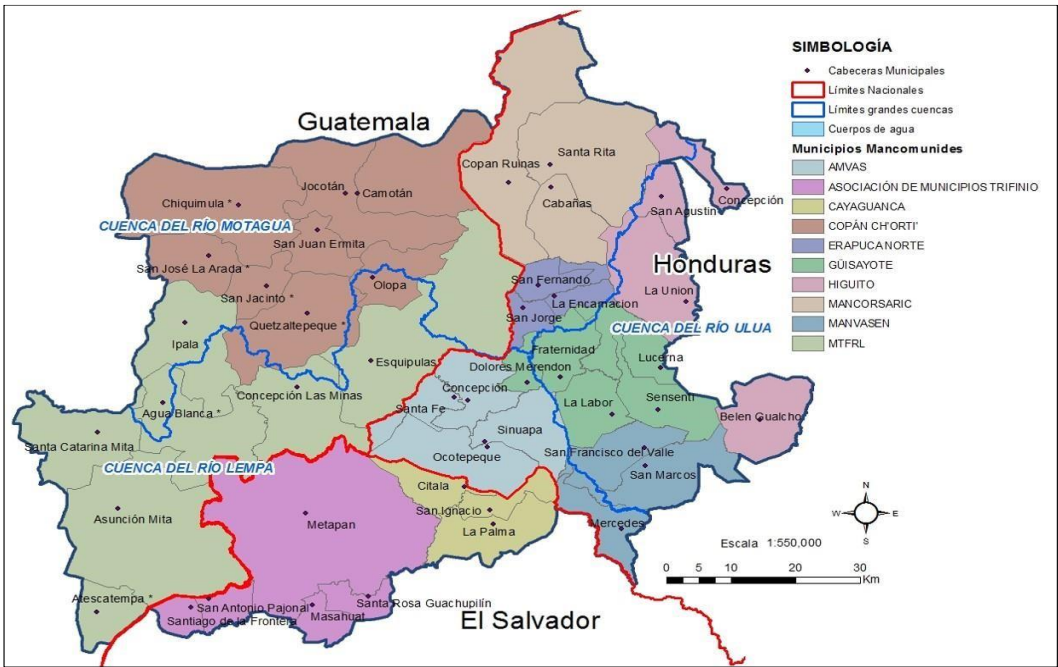 SIMBOLOGÍA
Cabeceras Municipales
Límites Nacionales
Límites grandes cuencas
Cuerpos de agua
Municipios Mancomunides
AMVAS
ASOCIACIÓN DE MUNICIPIOS TRIFINIO
CAYAGUANCA
COPÁN CH'ORTI'
ERAPUCA NORTE
GÜISAYOTE
HIGUITO
MANCORSARIC
MANVASEN
MTFRL
Guatemala
Copan Ruinas
Santa Rita
Cabañas
Jocotán
Camotán
Chiquimula *
CUENCA DEL RÍO MOTAGUA
San Juan Ermita
San José La Arada *
San Jacinto *
Olopa
Quetzaltepeque *
Concepción
San Agustin
Honduras
La Union
San Fernando
La Encarnacion
San Jorge
CUENCA DEL RÍO ULUA
Ipala
Esquipulas
Fraternidad
Lucerna
Dolores Merendon
Concepción Las Minas
Agua Blanca *
Concepción
Santa Fe
La Labor
Sensenti
Belen Gualcho
Santa Catarina Mita
Sinuapa
Ocotepeque
San Francisco del Valle
San Marcos
CUENCA DEL RÍO LEMPA
Citala
Asunción Mita
Metapan
San Ignacio
La Palma
Mercedes
N
W
E
S
Escala 1:550,000
0 5 10 20 30
Km
Atescatempa *
San Antonio Pajonal
Santiago de la Frontera
Masahuat
Santa Rosa Guachupilín
El Salvador